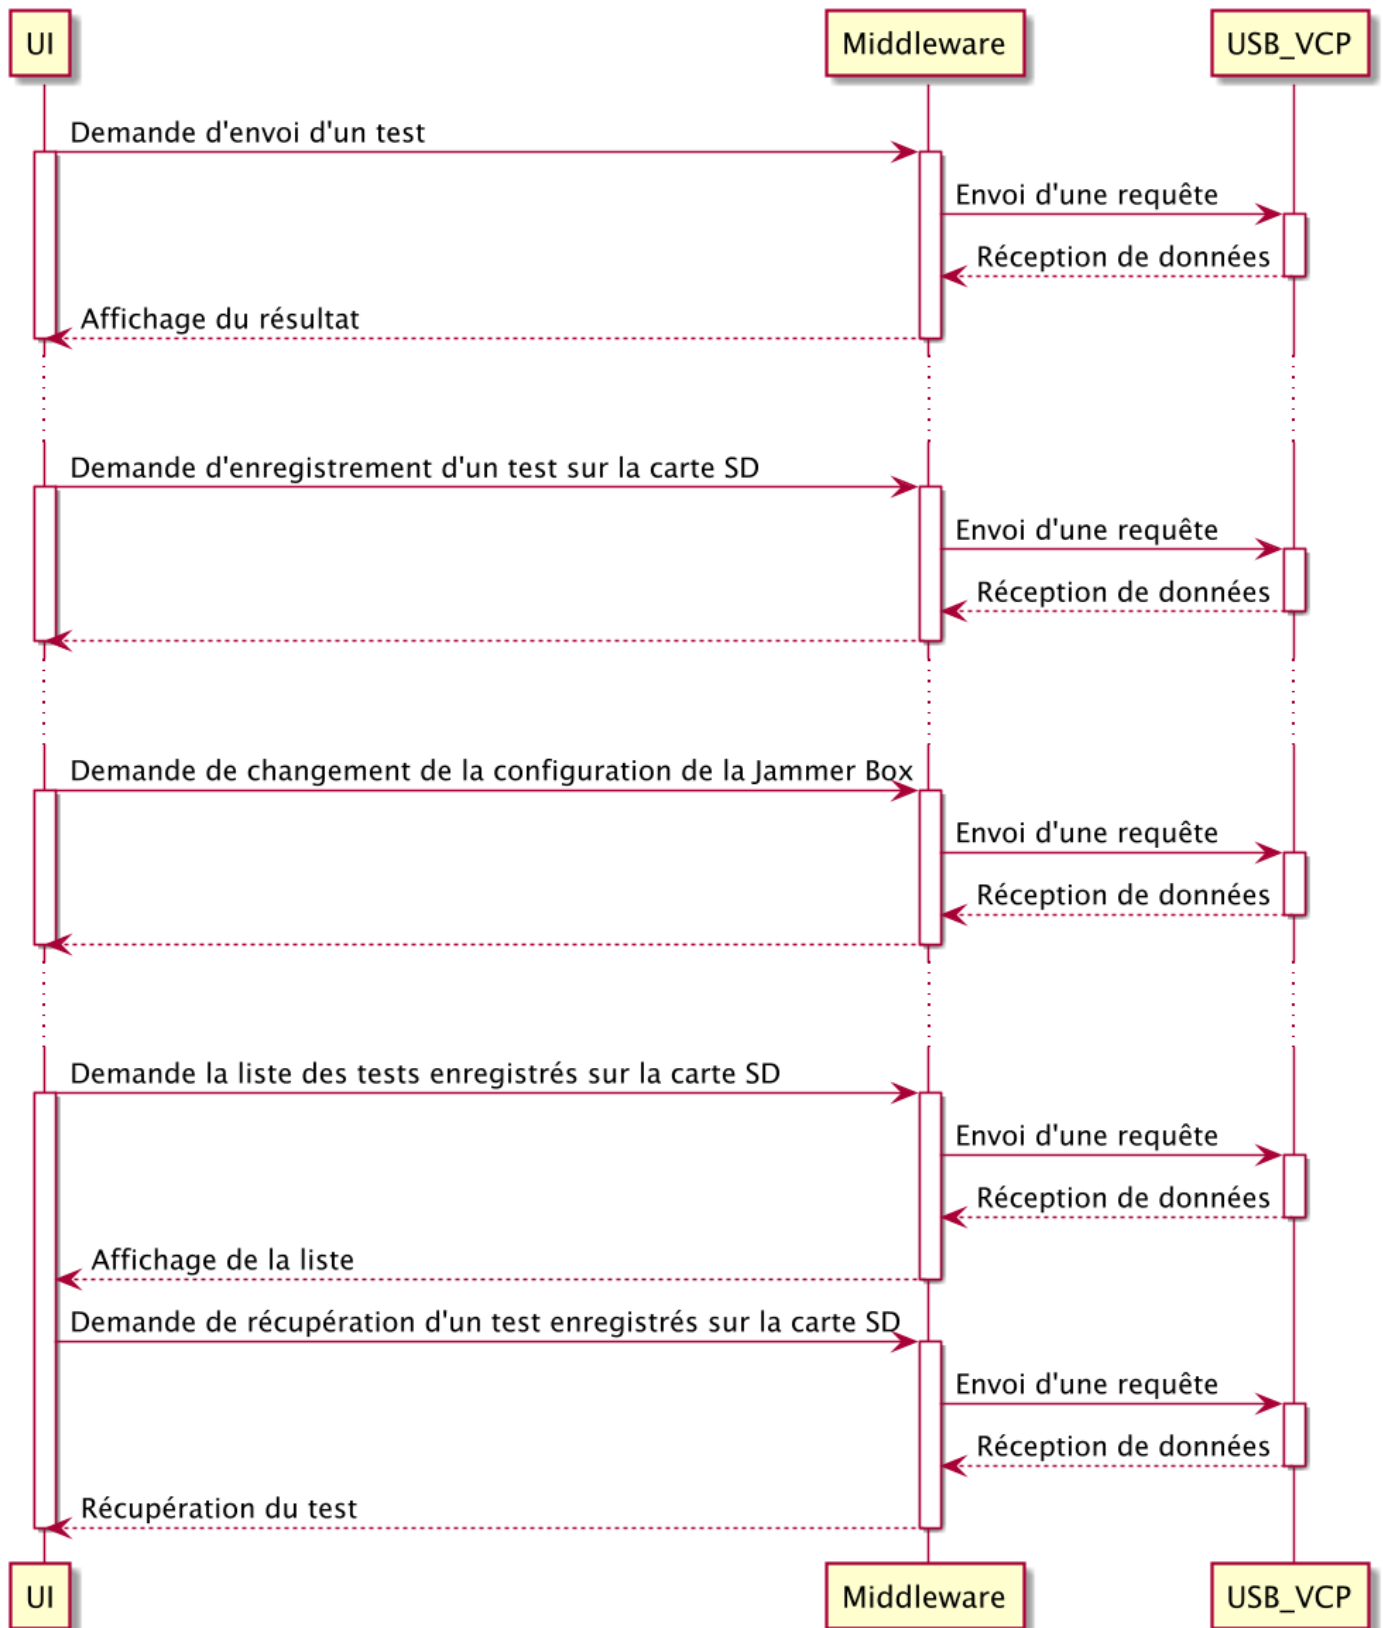 UI
Middleware
USB_VCP
Demande d'envoi d'un test
Envoi d'une requête
Réception de données
Affichage du résultat
Demande d'enregistrement d'un test sur la carte SD
Envoi d'une requête
Réception de données
Demande de changement de la configuration de la Jammer Box
Envoi d'une requête
Réception de données
Demande la liste des tests enregistrés sur la carte SD
Envoi d'une requête
Réception de données
Affichage de la liste
Demande de récupération d'un test enregistrés sur la carte SD
Envoi d'une requête
Réception de données
Récupération du test
UI
Middleware
USB_VCP